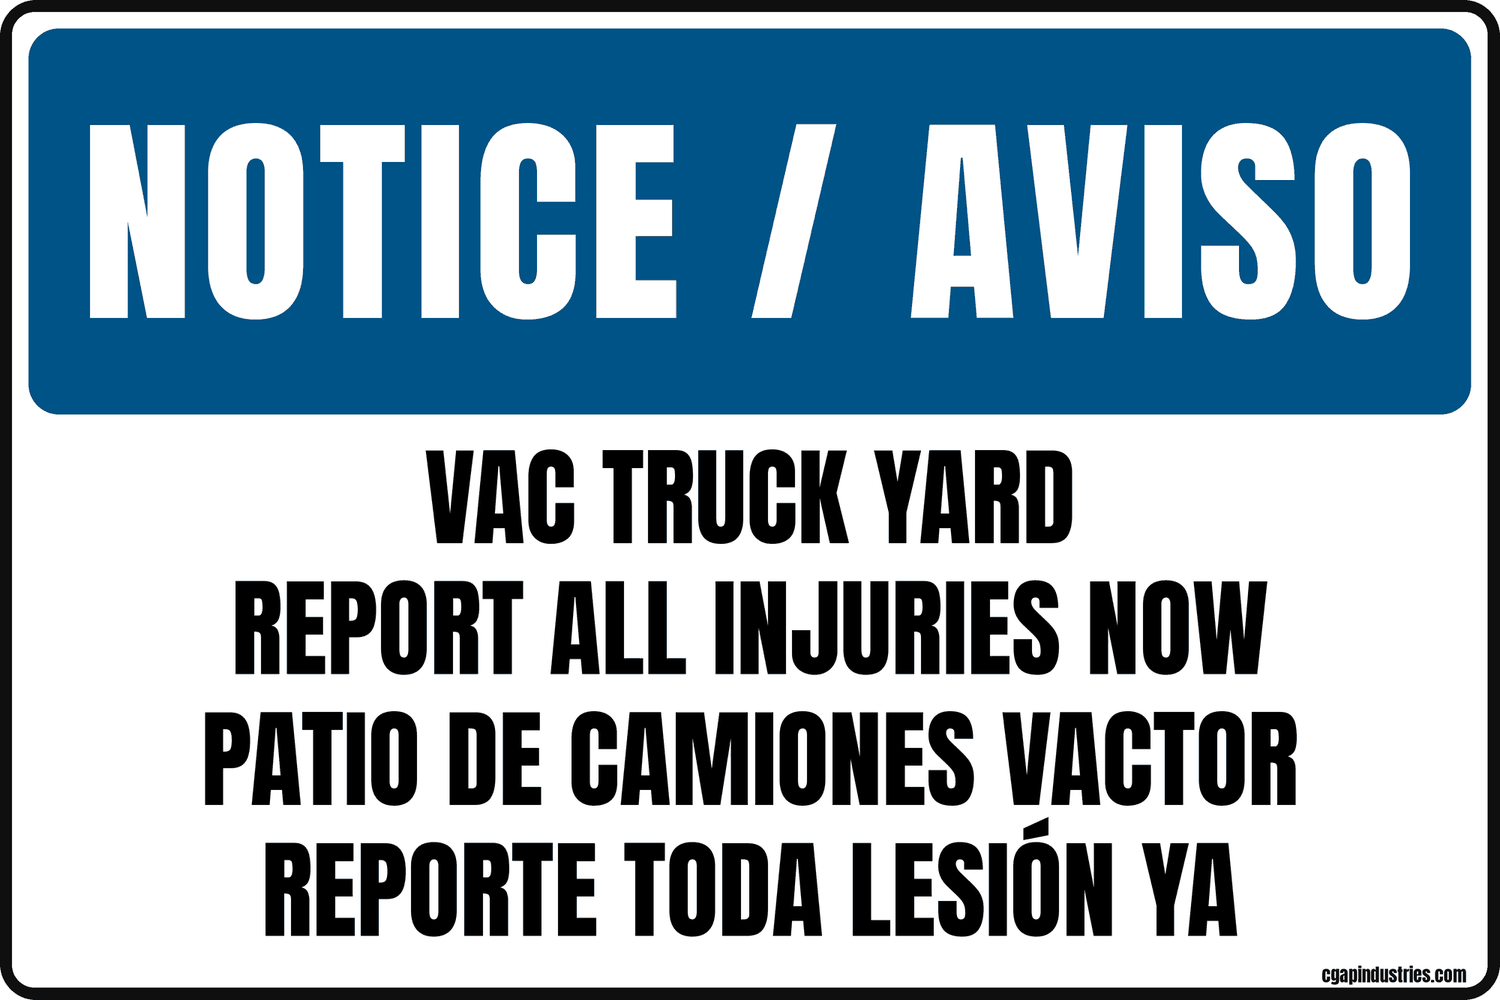 NOTICE / AVISO
VAC TRUCK YARD
REPORT ALL INJURIES NOW
PATIO DE CAMIONES VACTOR
REPORTE TODA LESIÓN YA
cgapindustries.com